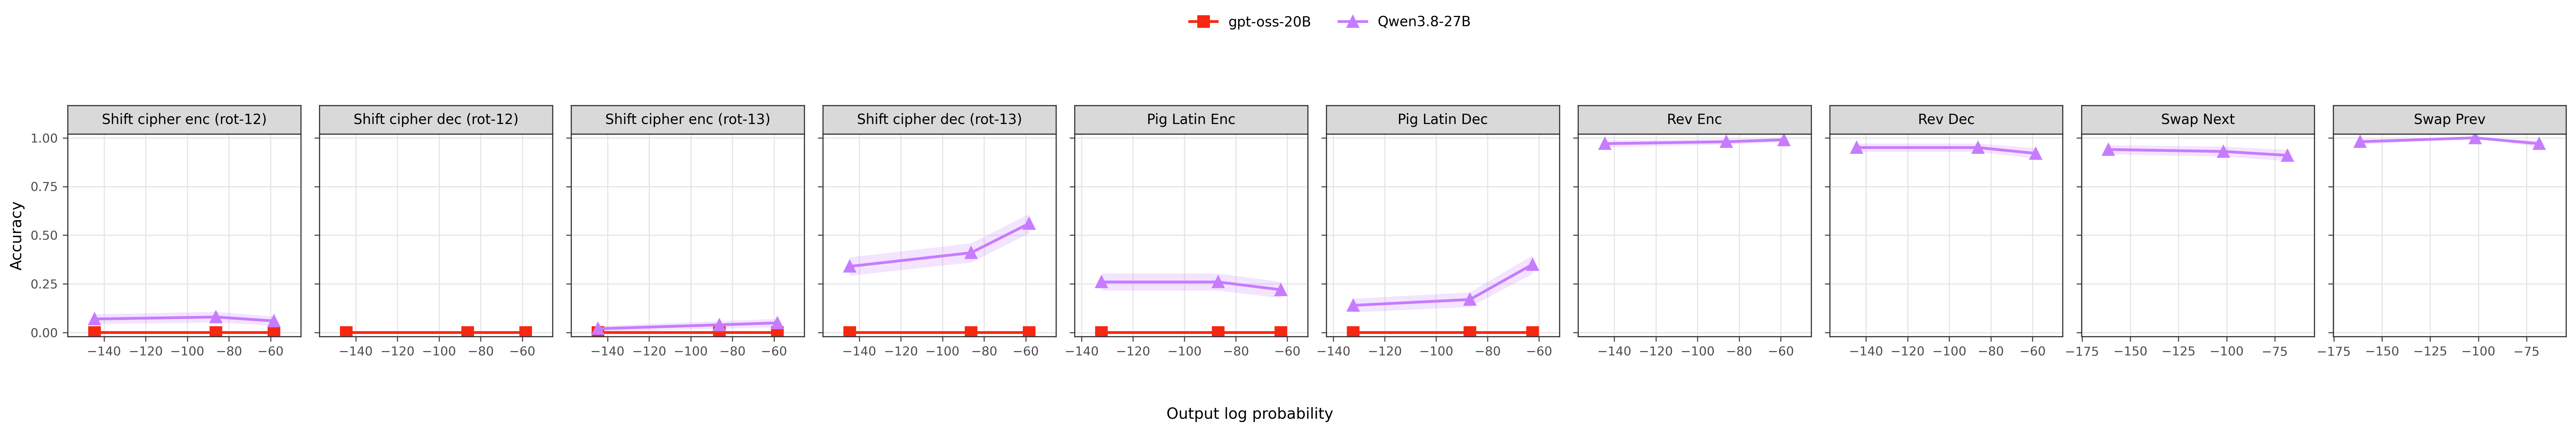 gpt-oss-20B Qwen3.8-27B
Shift cipher enc (rot-12) Shift cipher dec (rot-12) Shift cipher enc (rot-13) Shift cipher dec (rot-13) Pig Latin Enc Pig Latin Dec Rev Enc Rev Dec Swap Next Swap Prev
1.00
0.75
0.50
0.25
0.00
Accuracy
−140 −120 −100 −80 −60 −140 −120 −100 −80 −60 −140 −120 −100 −80 −60 −140 −120 −100 −80 −60 −140 −120 −100 −80 −60 −140 −120 −100 −80 −60 −140 −120 −100 −80 −60 −140 −120 −100 −80 −60 −175 −150 −125 −100 −75 −175 −150 −125 −100 −75
Output log probability